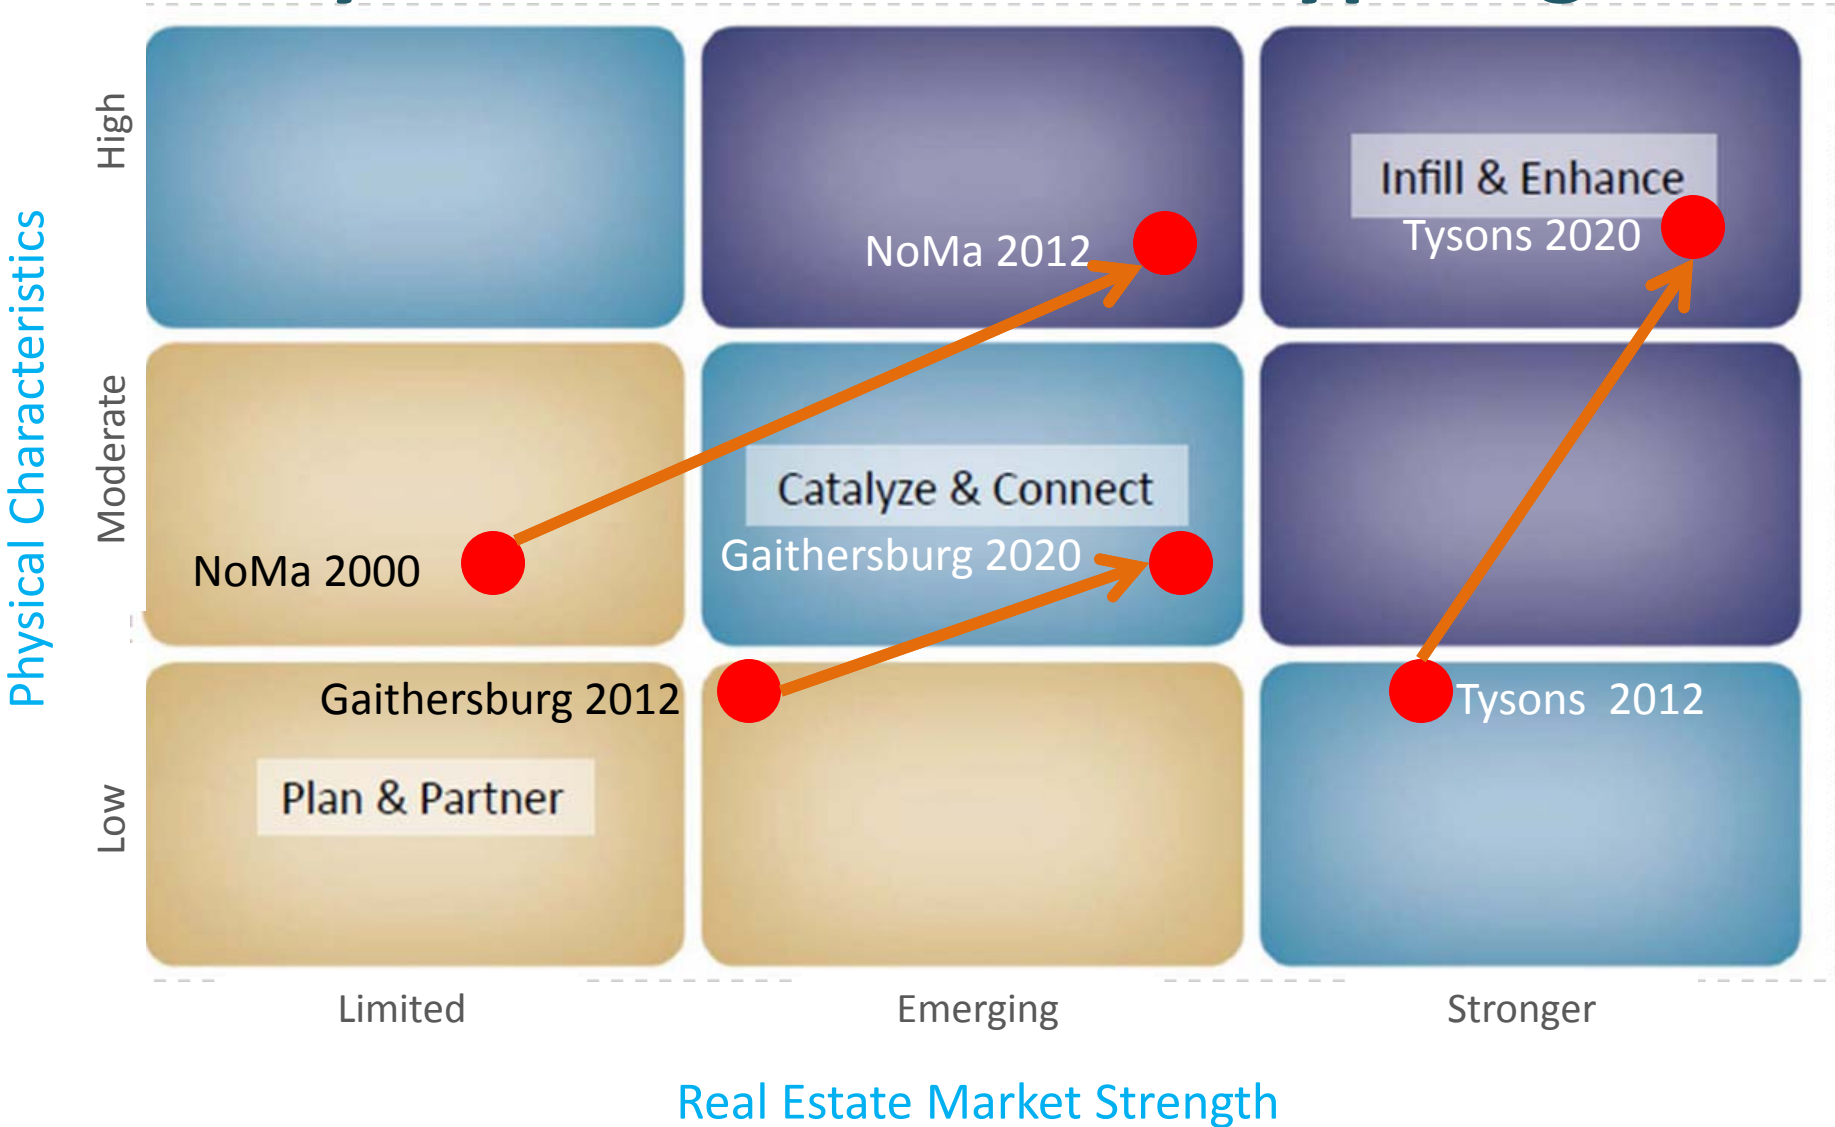 High
Infill & Enhance
NoMa 2012
Tysons 2020
Physical Characteristics
Moderate
Catalyze & Connect
NoMa 2000
Gaithersburg 2020
Gaithersburg 2012
Tysons 2012
Low
Plan & Partner
Limited
Emerging
Stronger
Real Estate Market Strength